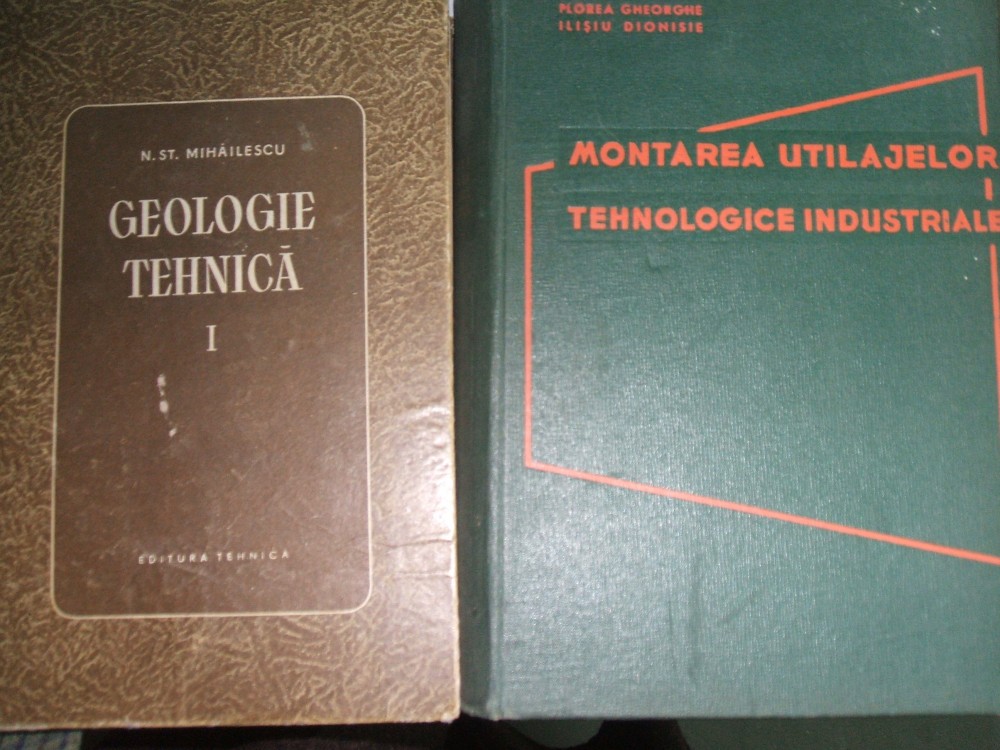 N. ST. MIHĂILESCU
GEOLOGIE
TEHNICĂ
I
EDITURA TEHNICA
FLOREA GHEORGHE
ILIȘIU DIONISIE
MONTAREA UTILAJELOR
TEHNOLOGICE INDUSTRIALE